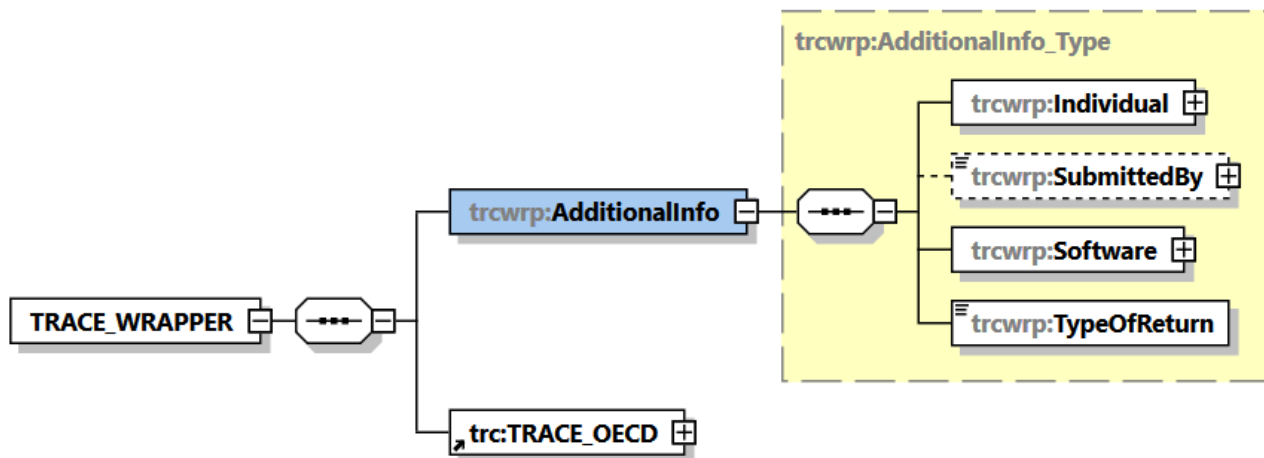 trcwrp:AdditionalInfo_Type
trcwrp:Individual
trcwrp:SubmittedBy
trcwrp:AdditionalInfo
trcwrp:Software
TRACE_WRAPPER
trcwrp:TypeOfReturn
trc:TRACE_OECD